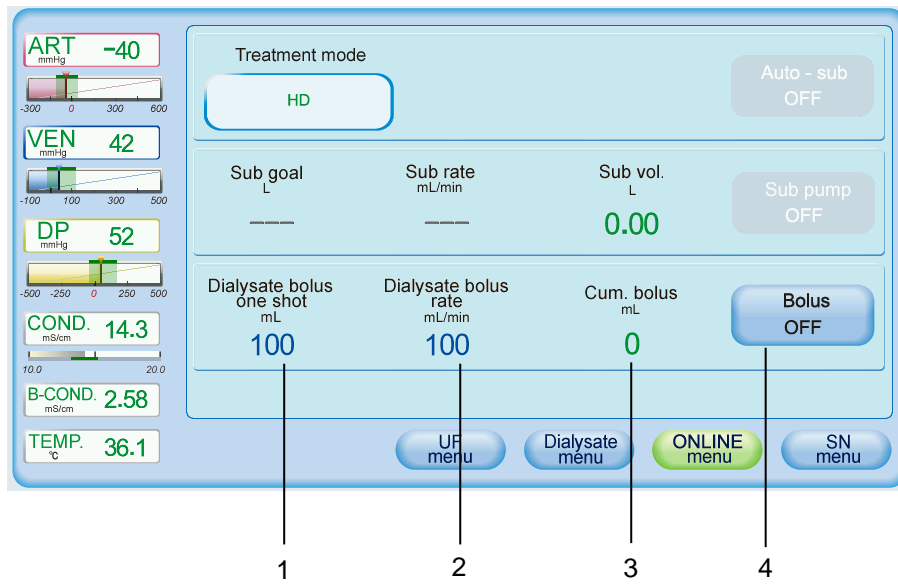 ART -40
mmHg
-300 0 300 600
VEN 42
mmHg
-100 100 300 500
DP 52
mmHg
-500 -250 0 250 500
COND. 14.3
mS/cm
10.0 20.0
B-COND. 2.58
mS/cm
TEMP. 36.1
°C
Treatment mode
HD
Auto - sub
OFF
Sub goal
L
---
Sub rate
mL/min
---
Sub vol.
L
0.00
Sub pump
OFF
Dialysate bolus
one shot
mL
100
Dialysate bolus
rate
mL/min
100
Cum. bolus
mL
0
Bolus
OFF
UF
menu
Dialysate
menu
ONLINE
menu
SN
menu
1 2 3 4